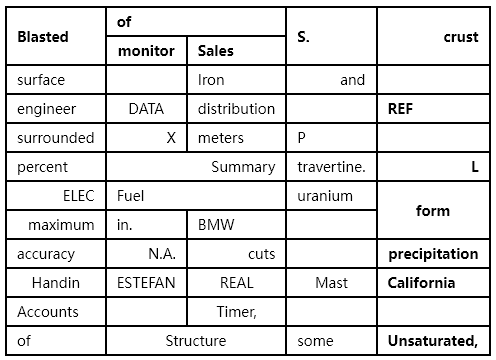 Blasted of S. crust
monitor Sales
surface Iron and
engineer DATA distribution REF
surrounded X meters P
percent Summary travertine. L
ELEC Fuel uranium form
maximum in. BMW
accuracy N.A. cuts precipitation
Handin ESTEFAN REAL Mast California
Accounts Timer,
of Structure some Unsaturated,